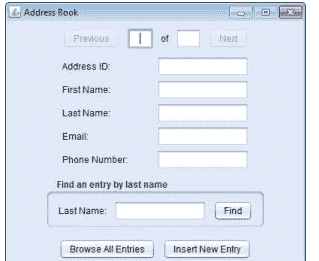 Address Book
Previous of Next
Address ID:
First Name:
Last Name:
Email:
Phone Number:
Find an entry by last name
Last Name: Find
Browse All Entries Insert New Entry